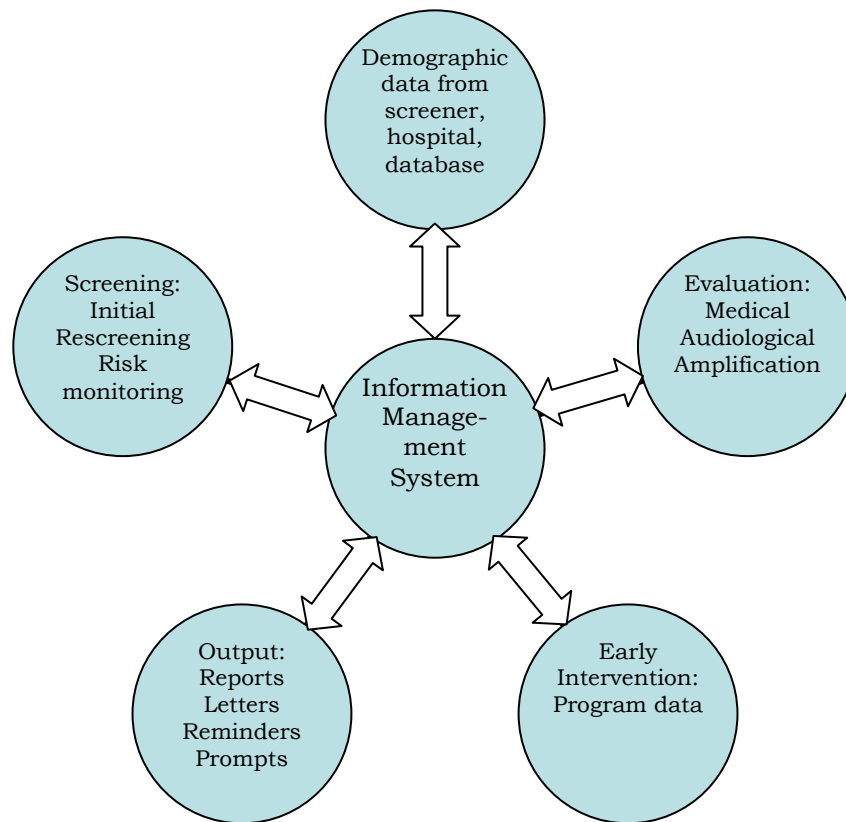 Demographic
data from
screener,
hospital,
database
Screening:
Initial
Rescreening
Risk
monitoring
Evaluation:
Medical
Audiological
Amplification
Information
Manage-
ment
System
Output:
Reports
Letters
Reminders
Prompts
Early
Intervention:
Program data